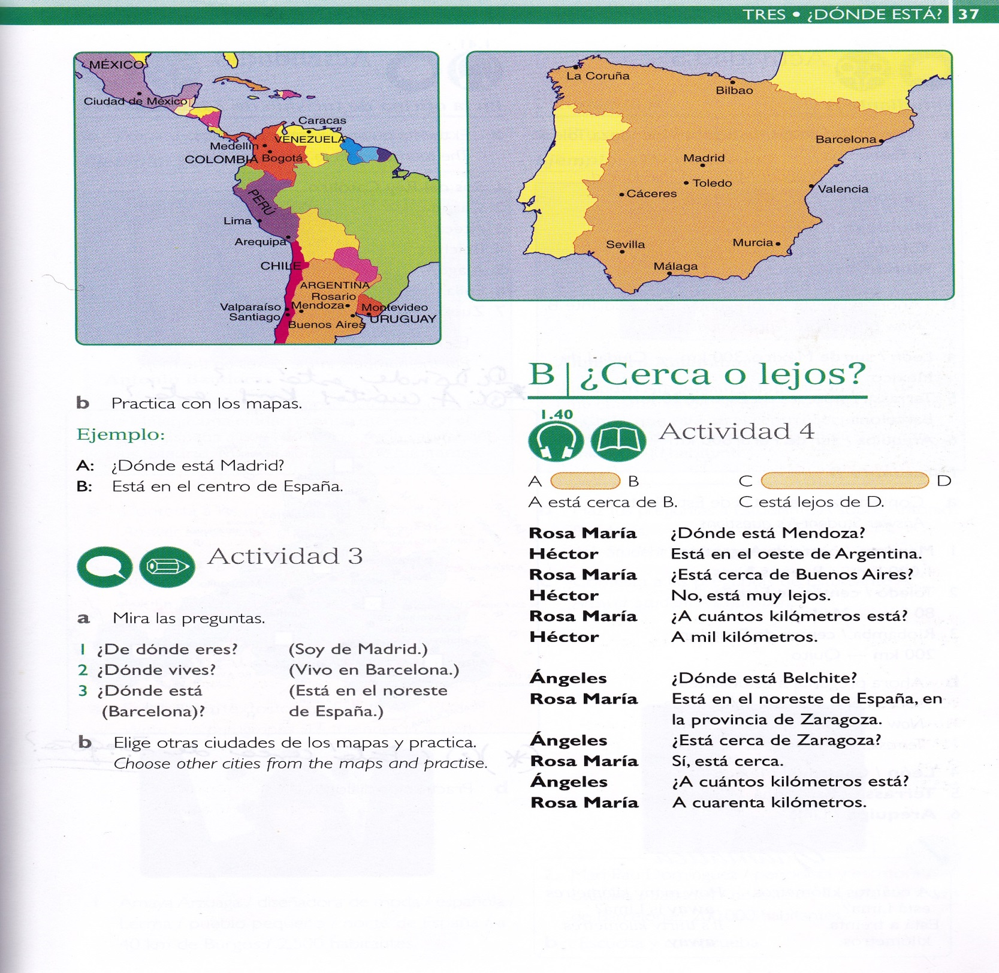 TRES • ¿DÓNDE ESTÁ? 37
MÉXICO
Ciudad de México
Caracas
VENEZUELA
Medellín
COLOMBIA Bogotá
PERÚ
Lima
Arequipa
CHILE
ARGENTINA
Rosario
Valparaíso Mendoza Montevideo
Santiago URUGUAY
Buenos Aires
La Coruña
Bilbao
Barcelona
Madrid
Toledo
Cáceres
Valencia
Sevilla
Murcia
Málaga
b Practica con los mapas.
Ejemplo:
A: ¿Dónde está Madrid?
B: Está en el centro de España.
Actividad 3
a Mira las preguntas.
1 ¿De dónde eres? (Soy de Madrid.)
2 ¿Dónde vives? (Vivo en Barcelona.)
3 ¿Dónde está (Está en el noreste
(Barcelona)? de España.)
b Elige otras ciudades de los mapas y practica.
Choose other cities from the maps and practise.
B ¿Cerca o lejos?
1.40
Actividad 4
A B C D
A está cerca de B. C está lejos de D.
Rosa María ¿Dónde está Mendoza?
Héctor Está en el oeste de Argentina.
Rosa María ¿Está cerca de Buenos Aires?
Héctor No, está muy lejos.
Rosa María ¿A cuántos kilómetros está?
Héctor A mil kilómetros.
Ángeles ¿Dónde está Belchite?
Rosa María Está en el noreste de España, en
la provincia de Zaragoza.
Ángeles ¿Está cerca de Zaragoza?
Rosa María Sí, está cerca.
Ángeles ¿A cuántos kilómetros está?
Rosa María A cuarenta kilómetros.